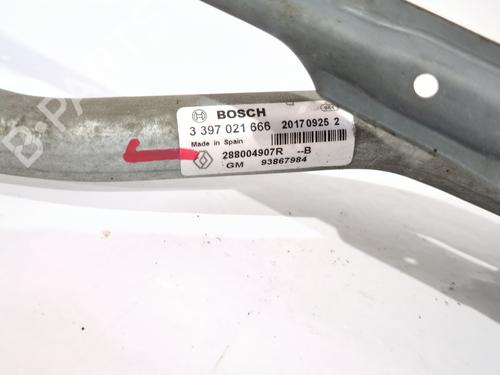 BOSCH
3 397 021 666 20170925 2
Made in Spain
288004907R --B
GM 93867984